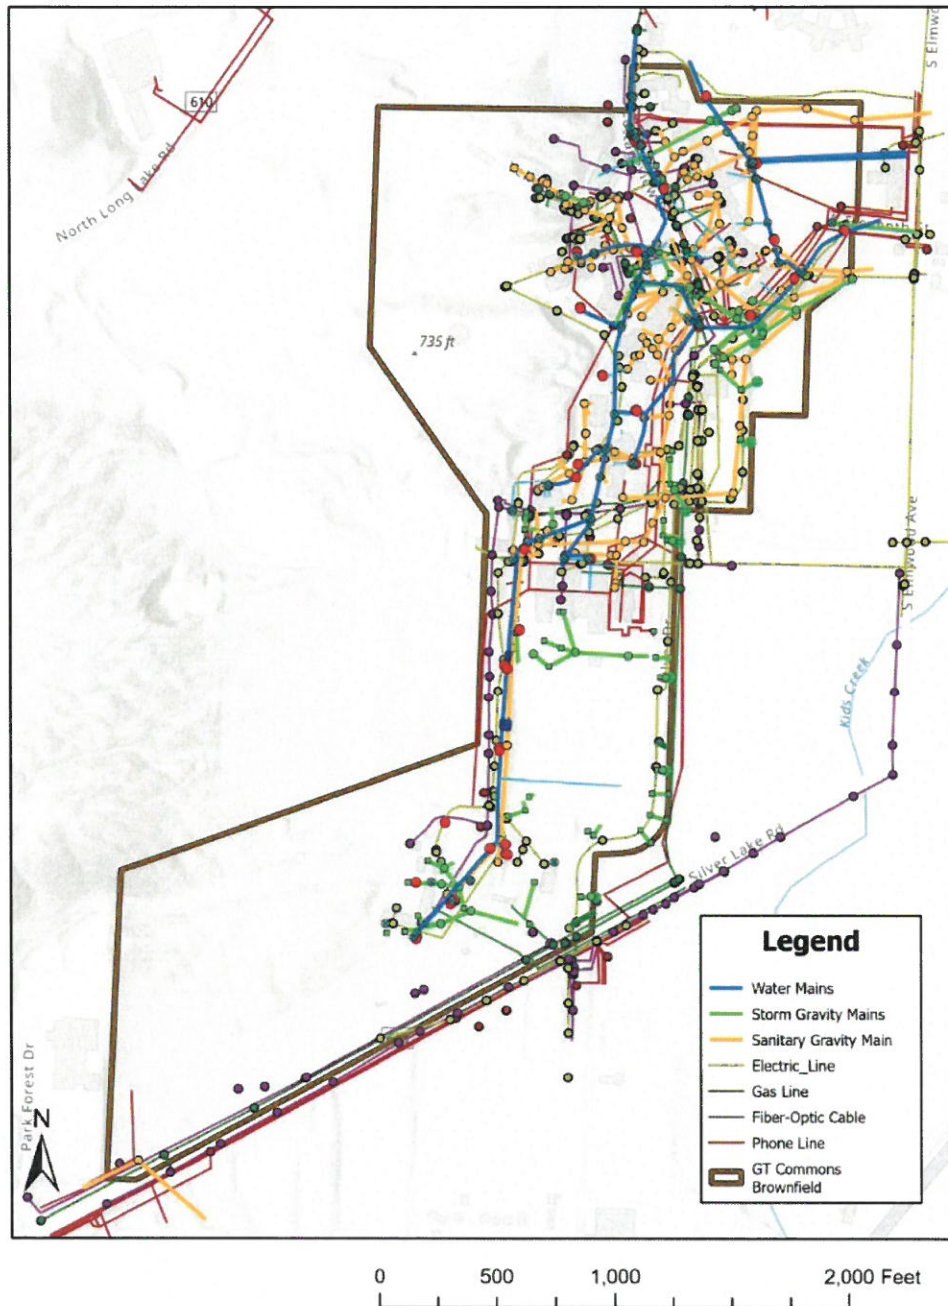 S Elmwo
610
North Long Lake Rd
735 ft
S Elmwood Ave
Kids Creek
Dr
Silver Lake Rd
Park Forest Dr
N
Legend
Water Mains
Storm Gravity Mains
Sanitary Gravity Main
Electric_Line
Gas Line
Fiber-Optic Cable
Phone Line
GT Commons
Brownfield
0 500 1,000 2,000 Feet